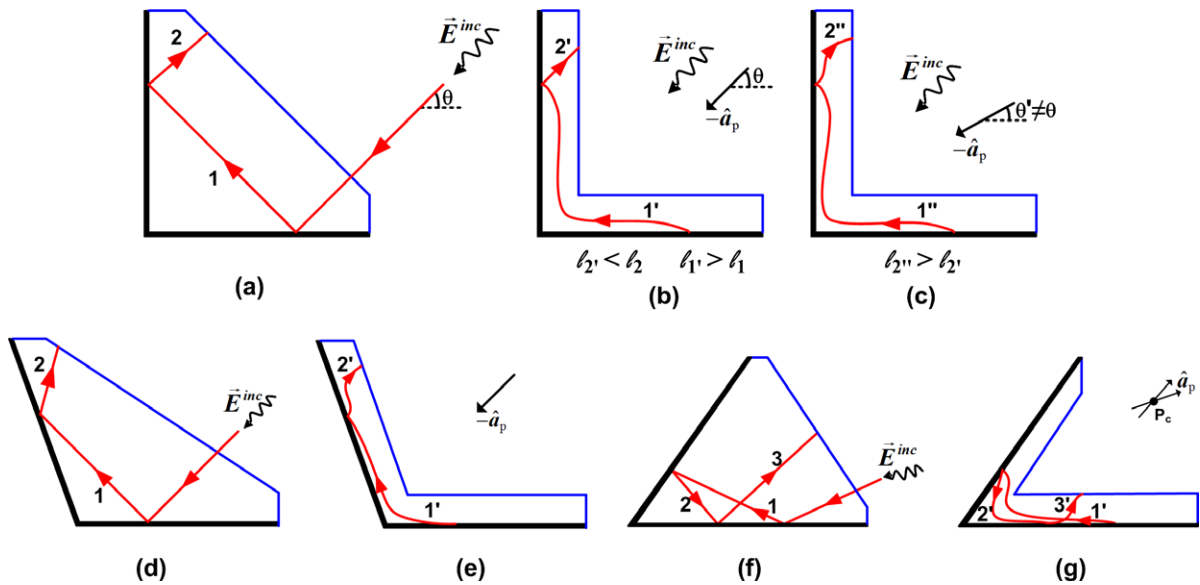 2
E^inc
θ
1
(a)
2'
E^inc
θ
-â_p
1'
ℓ_2' < ℓ_2 ℓ_1' > ℓ_1
(b)
2''
E^inc
θ'≠θ
-â_p
1''
ℓ_2'' > ℓ_2'
(c)
2
E^inc
1
(d)
2'
-â_p
1'
(e)
E^inc
3
2
1
(f)
â_p
P_c
2'
3'
1'
(g)